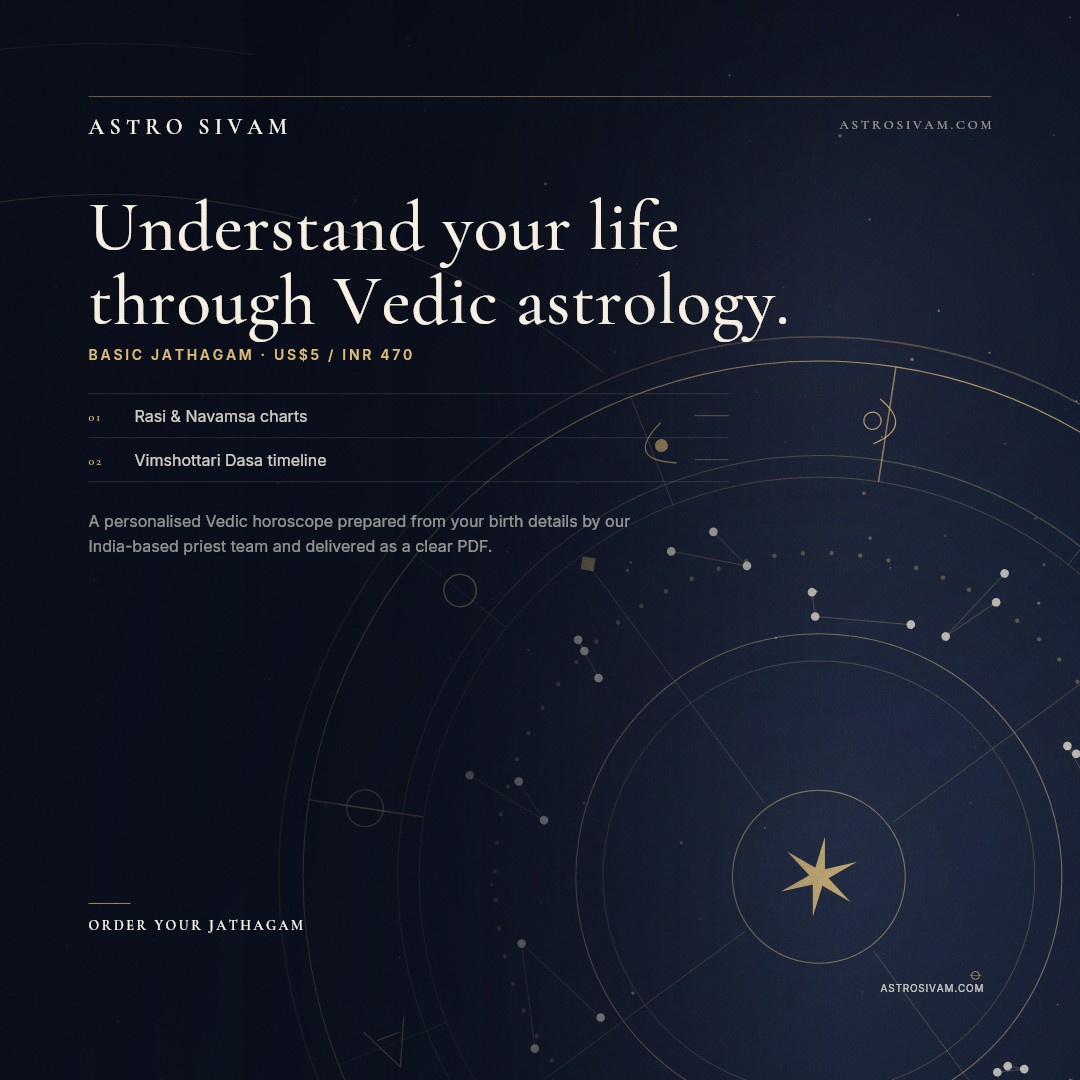 ASTRO SIVAM
ASTROSIVAM.COM
Understand your life
through Vedic astrology.
BASIC JATHAGAM · US$5 / INR 470
01 Rasi & Navamsa charts
02 Vimshottari Dasa timeline
A personalised Vedic horoscope prepared from your birth details by our
India-based priest team and delivered as a clear PDF.
ORDER YOUR JATHAGAM
ASTROSIVAM.COM